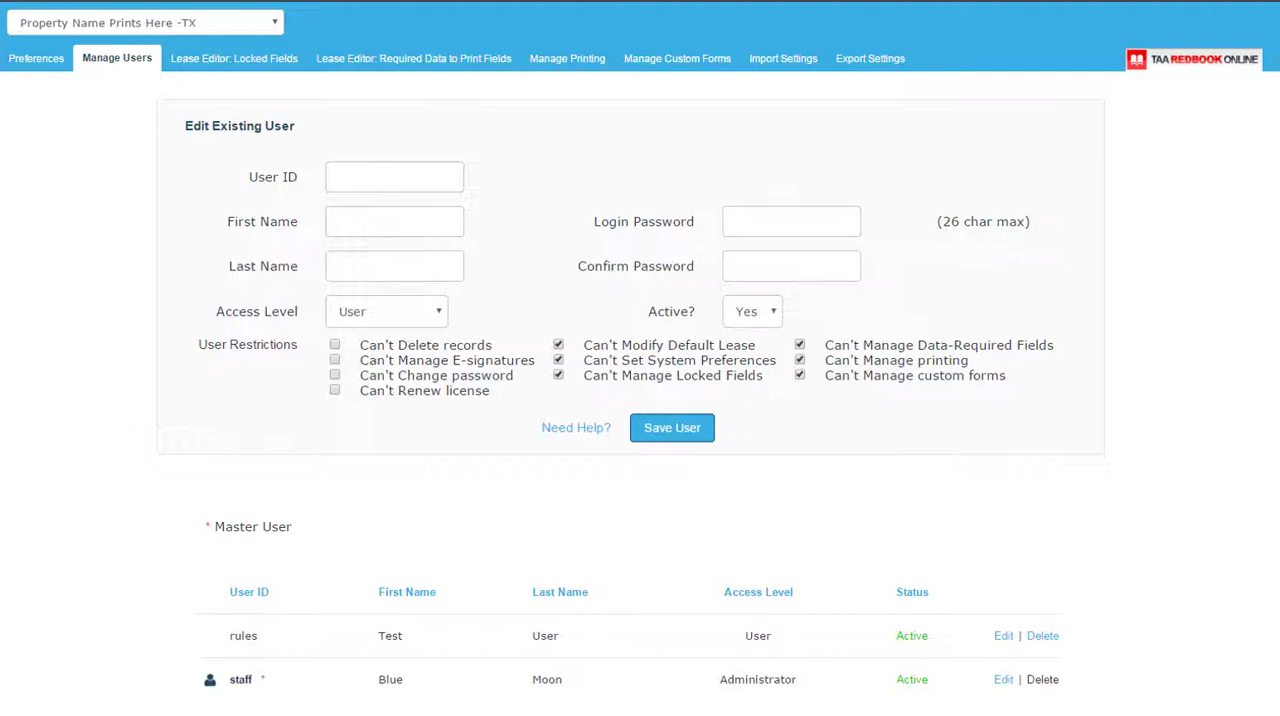 Property Name Prints Here -TX
Preferences Manage Users Lease Editor: Locked Fields Lease Editor: Required Data to Print Fields Manage Printing Manage Custom Forms Import Settings Export Settings TAA REDBOOK ONLINE
Edit Existing User
User ID
First Name Login Password (26 char max)
Last Name Confirm Password
Access Level User Active? Yes
User Restrictions Can't Delete records Can't Modify Default Lease Can't Manage Data-Required Fields
Can't Manage E-signatures Can't Set System Preferences Can't Manage printing
Can't Change password Can't Manage Locked Fields Can't Manage custom forms
Can't Renew license
Need Help? Save User
* Master User
User ID First Name Last Name Access Level Status
rules Test User User Active Edit | Delete
staff * Blue Moon Administrator Active Edit | Delete